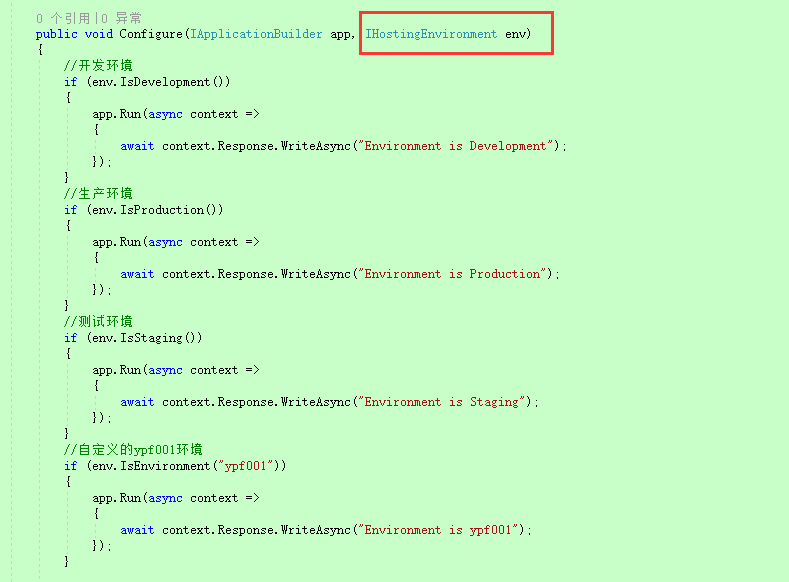 0 个引用|0 异常
public void Configure(IApplicationBuilder app, IHostingEnvironment env)
{
//开发环境
if (env.IsDevelopment())
{
app.Run(async context =>
{
await context.Response.WriteAsync("Environment is Development");
});
}
//生产环境
if (env.IsProduction())
{
app.Run(async context =>
{
await context.Response.WriteAsync("Environment is Production");
});
}
//测试环境
if (env.IsStaging())
{
app.Run(async context =>
{
await context.Response.WriteAsync("Environment is Staging");
});
}
//自定义的ypf001环境
if (env.IsEnvironment("ypf001"))
{
app.Run(async context =>
{
await context.Response.WriteAsync("Environment is ypf001");
});
}